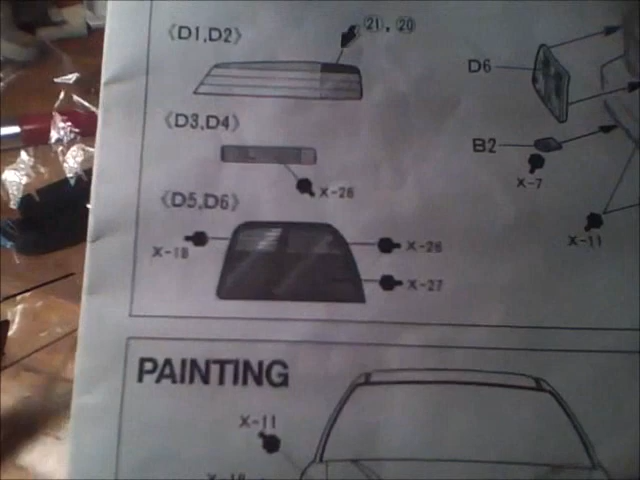 《D1,D2》
21, 20
D6
《D3,D4》
B2
X-26
X-7
《D5,D6》
X-18
X-26
X-27
X-11
PAINTING
X-11